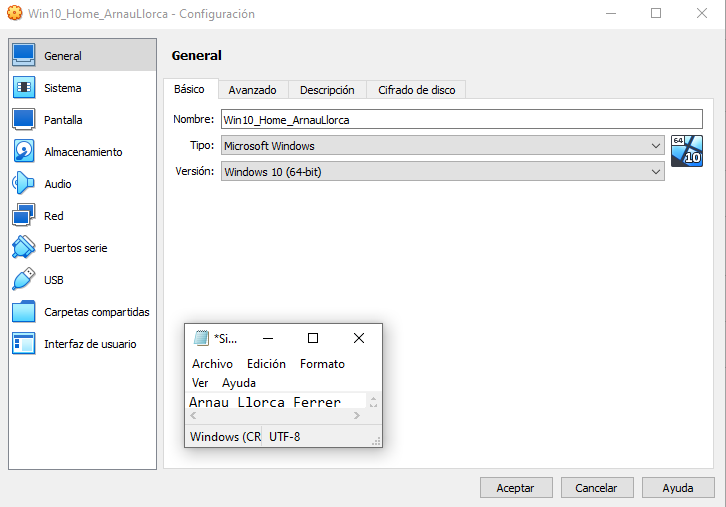 Win10_Home_ArnauLlorca - Configuración
General
Sistema
Pantalla
Almacenamiento
Audio
Red
Puertos serie
USB
Carpetas compartidas
Interfaz de usuario
General
Básico Avanzado Descripción Cifrado de disco
Nombre: Win10_Home_ArnauLlorca
Tipo: Microsoft Windows
Versión: Windows 10 (64-bit)
64
10
*Si...
Archivo Edición Formato
Ver Ayuda
Arnau Llorca Ferrer
Windows (CR UTF-8
Aceptar Cancelar Ayuda